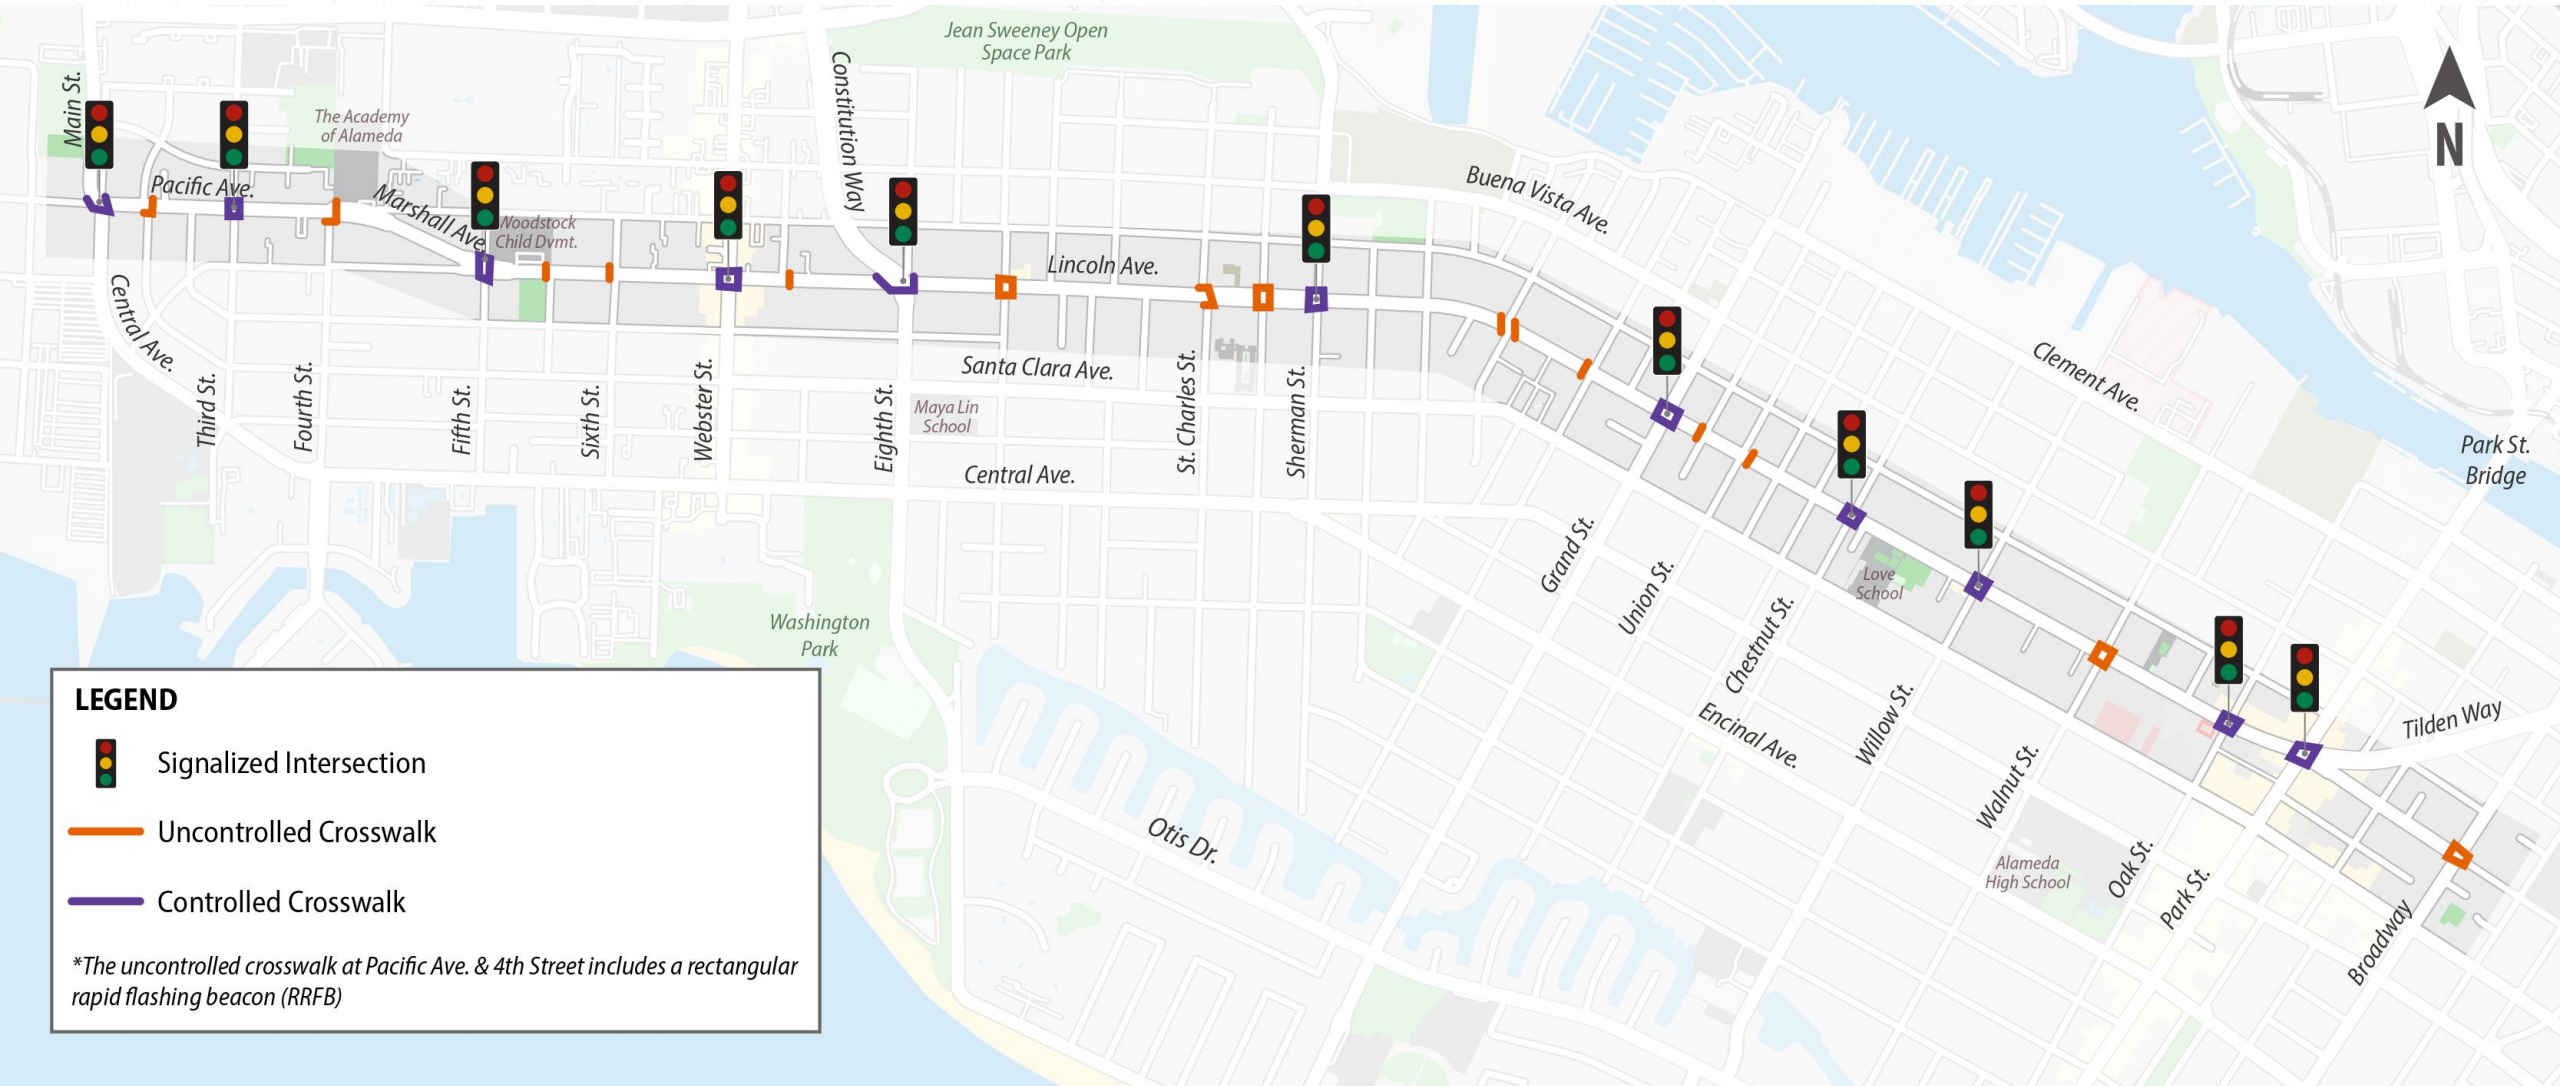 Jean Sweeney Open
Space Park
Main St.
Constitution Way
The Academy
of Alameda
N
Pacific Ave.
Marshall Ave.
Woodstock
Child Dvmt.
Buena Vista Ave.
Lincoln Ave.
Central Ave.
Santa Clara Ave.
Clement Ave.
Third St.
Fourth St.
Fifth St.
Sixth St.
Webster St.
Eighth St.
Maya Lin
School
St. Charles St.
Sherman St.
Central Ave.
Park St.
Bridge
Grand St.
Union St.
Chestnut St.
Love
School
Washington
Park
Encinal Ave.
Willow St.
Walnut St.
Tilden Way
Otis Dr.
Alameda
High School
Oak St.
Park St.
Broadway
LEGEND
Signalized Intersection
Uncontrolled Crosswalk
Controlled Crosswalk
*The uncontrolled crosswalk at Pacific Ave. & 4th Street includes a rectangular
rapid flashing beacon (RRFB)